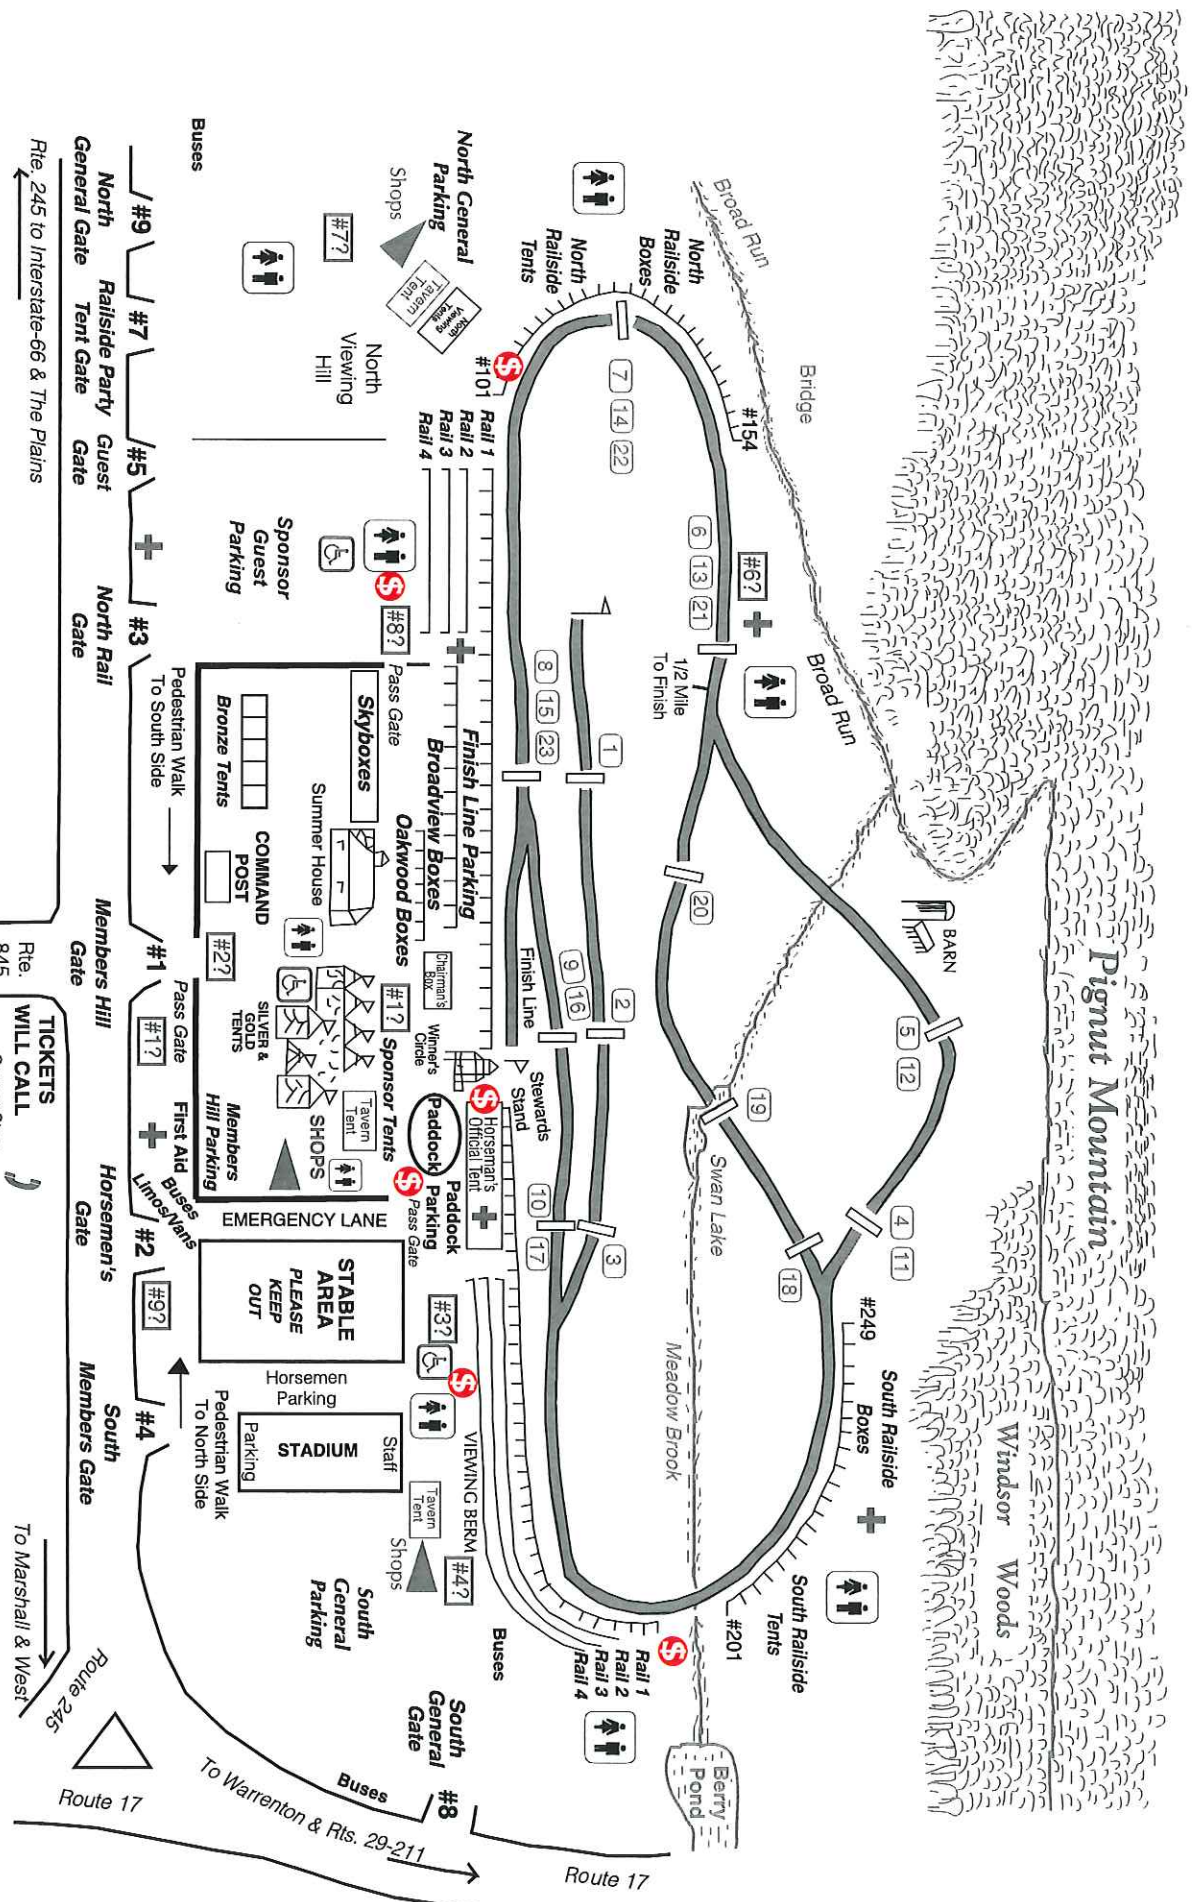 Pignut Mountain
Windsor Woods
Broad Run
Bridge
Broad Run
BARN
Swan Lake
Meadow Brook
Berry
Pond
North
Railside
Boxes
North
Railside
Tents
#154
#101
7 14 22
6 13 21
#6?
1/2 Mile
To Finish
20
5 12
19
4 11
18
#249
South Railside
Boxes
South Railside
Tents
#201
8 15 23
1
9 16
2
10 17
3
Finish Line
Stewards
Stand
North General
Parking
Shops
#7?
Tavern
Tent
North
Viewing
Tents
North
Viewing
Hill
Buses
Rail 1
Rail 2
Rail 3
Rail 4
$
Sponsor
Guest
Parking
$
#8?
Pass Gate
Finish Line Parking
Broadview Boxes
Oakwood Boxes
Skyboxes
Summer House
Bronze Tents
COMMAND
POST
#2?
Chairman's
Box
Winner's
Circle
#1?
Sponsor Tents
SILVER &
GOLD
TENTS
Tavern
Tent
SHOPS
Members
Hill Parking
$
Horseman's
Official Tent
Paddock
Paddock
Parking
$
Pass Gate
EMERGENCY LANE
STABLE
AREA
PLEASE
KEEP
OUT
Horsemen
Parking
STADIUM
Staff
Parking
#3?
$
VIEWING BERM
Tavern
Tent
Shops
#4?
South
General
Parking
Buses
Rail 1
Rail 2
Rail 3
Rail 4
$
South
General
Gate
#8
Buses
#9
North
General Gate
#7
Railside Party
Tent Gate
#5
Guest
Gate
#3
North Rail
Gate
Pedestrian Walk
To South Side
#1
Members Hill
Gate
Pass Gate
#1?
First Aid
Buses
Limos/Vans
#2
Horsemen's
Gate
#9?
Pedestrian Walk
To North Side
#4
South
Members Gate
Rte. 245 to Interstate-66 & The Plains
Rte.
845
TICKETS
WILL CALL
To Marshall & West
Route 245
Route 17
To Warrenton & Rts. 29-211
Route 17